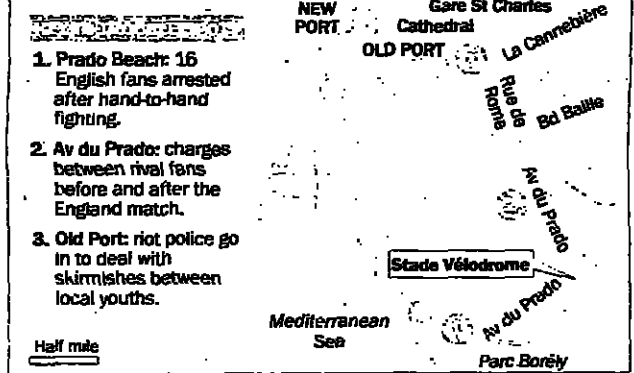 NEW
PORT
Gare St Charles
Cathedral
OLD PORT
La Cannebière
Rue de
Rome
Bd Baille
1. Prado Beach: 16
English fans arrested
after hand-to-hand
fighting.
2. Av du Prado: charges
between rival fans
before and after the
England match.
3. Old Port: riot police go
in to deal with
skirmishes between
local youths.
Av du Prado
Stade Vélodrome
Av du Prado
Mediterranean
Sea
Parc Borély
Half mile